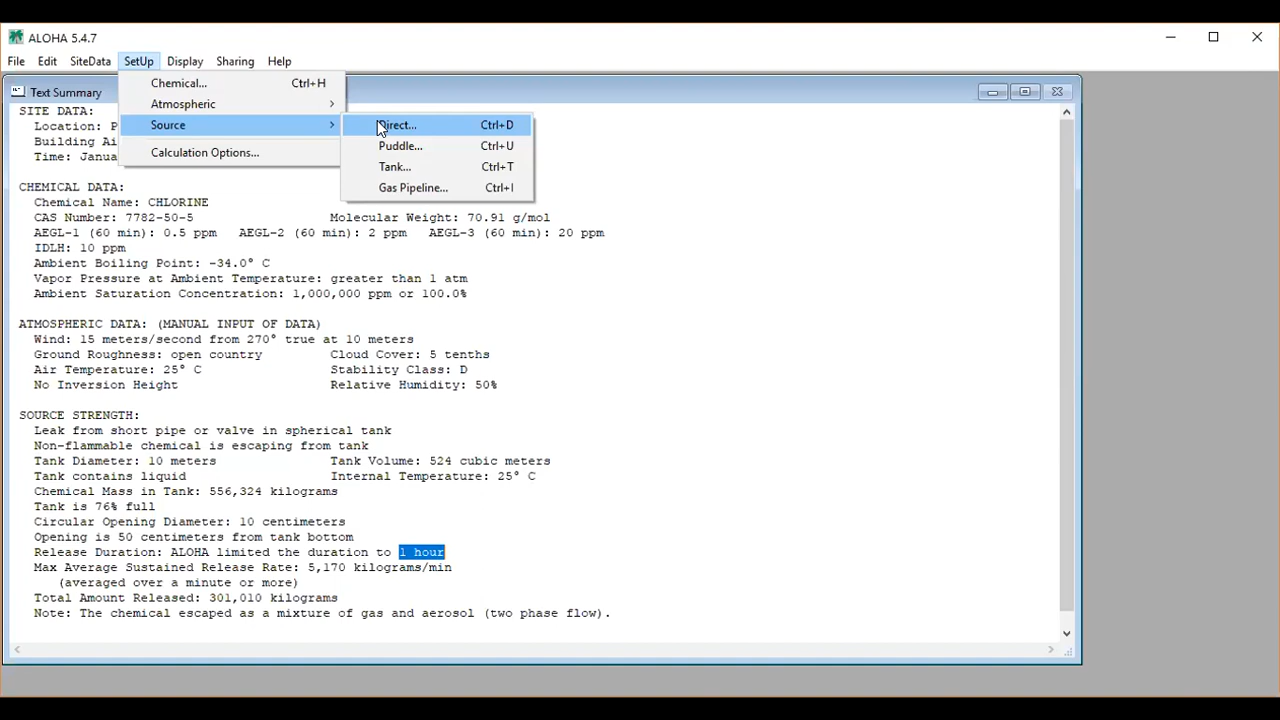 ALOHA 5.4.7
File Edit SiteData SetUp Display Sharing Help
Chemical... Ctrl+H
Atmospheric
Source
Calculation Options...
Direct... Ctrl+D
Puddle... Ctrl+U
Tank... Ctrl+T
Gas Pipeline... Ctrl+I
Text Summary
SITE DATA:
Location: P
Building Ai
Time: Janua
CHEMICAL DATA:
Chemical Name: CHLORINE
CAS Number: 7782-50-5 Molecular Weight: 70.91 g/mol
AEGL-1 (60 min): 0.5 ppm AEGL-2 (60 min): 2 ppm AEGL-3 (60 min): 20 ppm
IDLH: 10 ppm
Ambient Boiling Point: -34.0° C
Vapor Pressure at Ambient Temperature: greater than 1 atm
Ambient Saturation Concentration: 1,000,000 ppm or 100.0%
ATMOSPHERIC DATA: (MANUAL INPUT OF DATA)
Wind: 15 meters/second from 270° true at 10 meters
Ground Roughness: open country Cloud Cover: 5 tenths
Air Temperature: 25° C Stability Class: D
No Inversion Height Relative Humidity: 50%
SOURCE STRENGTH:
Leak from short pipe or valve in spherical tank
Non-flammable chemical is escaping from tank
Tank Diameter: 10 meters Tank Volume: 524 cubic meters
Tank contains liquid Internal Temperature: 25° C
Chemical Mass in Tank: 556,324 kilograms
Tank is 76% full
Circular Opening Diameter: 10 centimeters
Opening is 50 centimeters from tank bottom
Release Duration: ALOHA limited the duration to 1 hour
Max Average Sustained Release Rate: 5,170 kilograms/min
(averaged over a minute or more)
Total Amount Released: 301,010 kilograms
Note: The chemical escaped as a mixture of gas and aerosol (two phase flow).